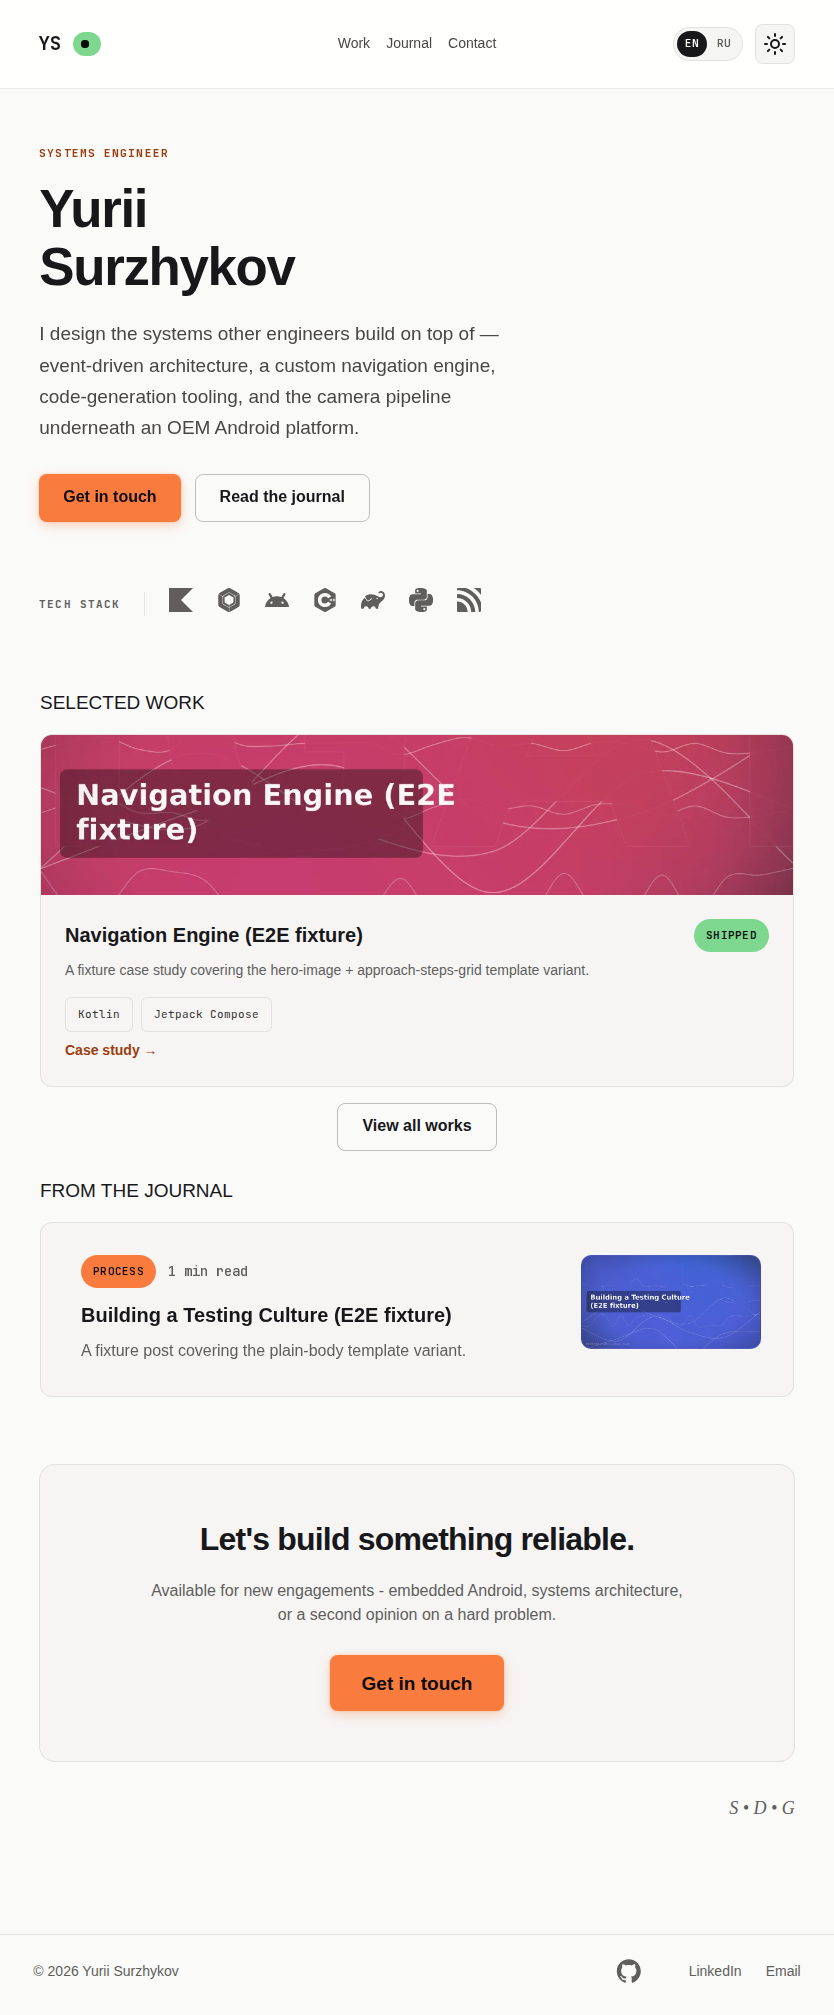 YS
Work Journal Contact
EN RU
SYSTEMS ENGINEER
Yurii
Surzhykov
I design the systems other engineers build on top of —
event-driven architecture, a custom navigation engine,
code-generation tooling, and the camera pipeline
underneath an OEM Android platform.
Get in touch
Read the journal
TECH STACK
SELECTED WORK
Navigation Engine (E2E
fixture)
Navigation Engine (E2E fixture)
SHIPPED
A fixture case study covering the hero-image + approach-steps-grid template variant.
Kotlin
Jetpack Compose
Case study →
View all works
FROM THE JOURNAL
PROCESS
1 min read
Building a Testing Culture (E2E fixture)
A fixture post covering the plain-body template variant.
Building a Testing Culture
(E2E fixture)
Let's build something reliable.
Available for new engagements - embedded Android, systems architecture,
or a second opinion on a hard problem.
Get in touch
S • D • G
© 2026 Yurii Surzhykov
LinkedIn
Email